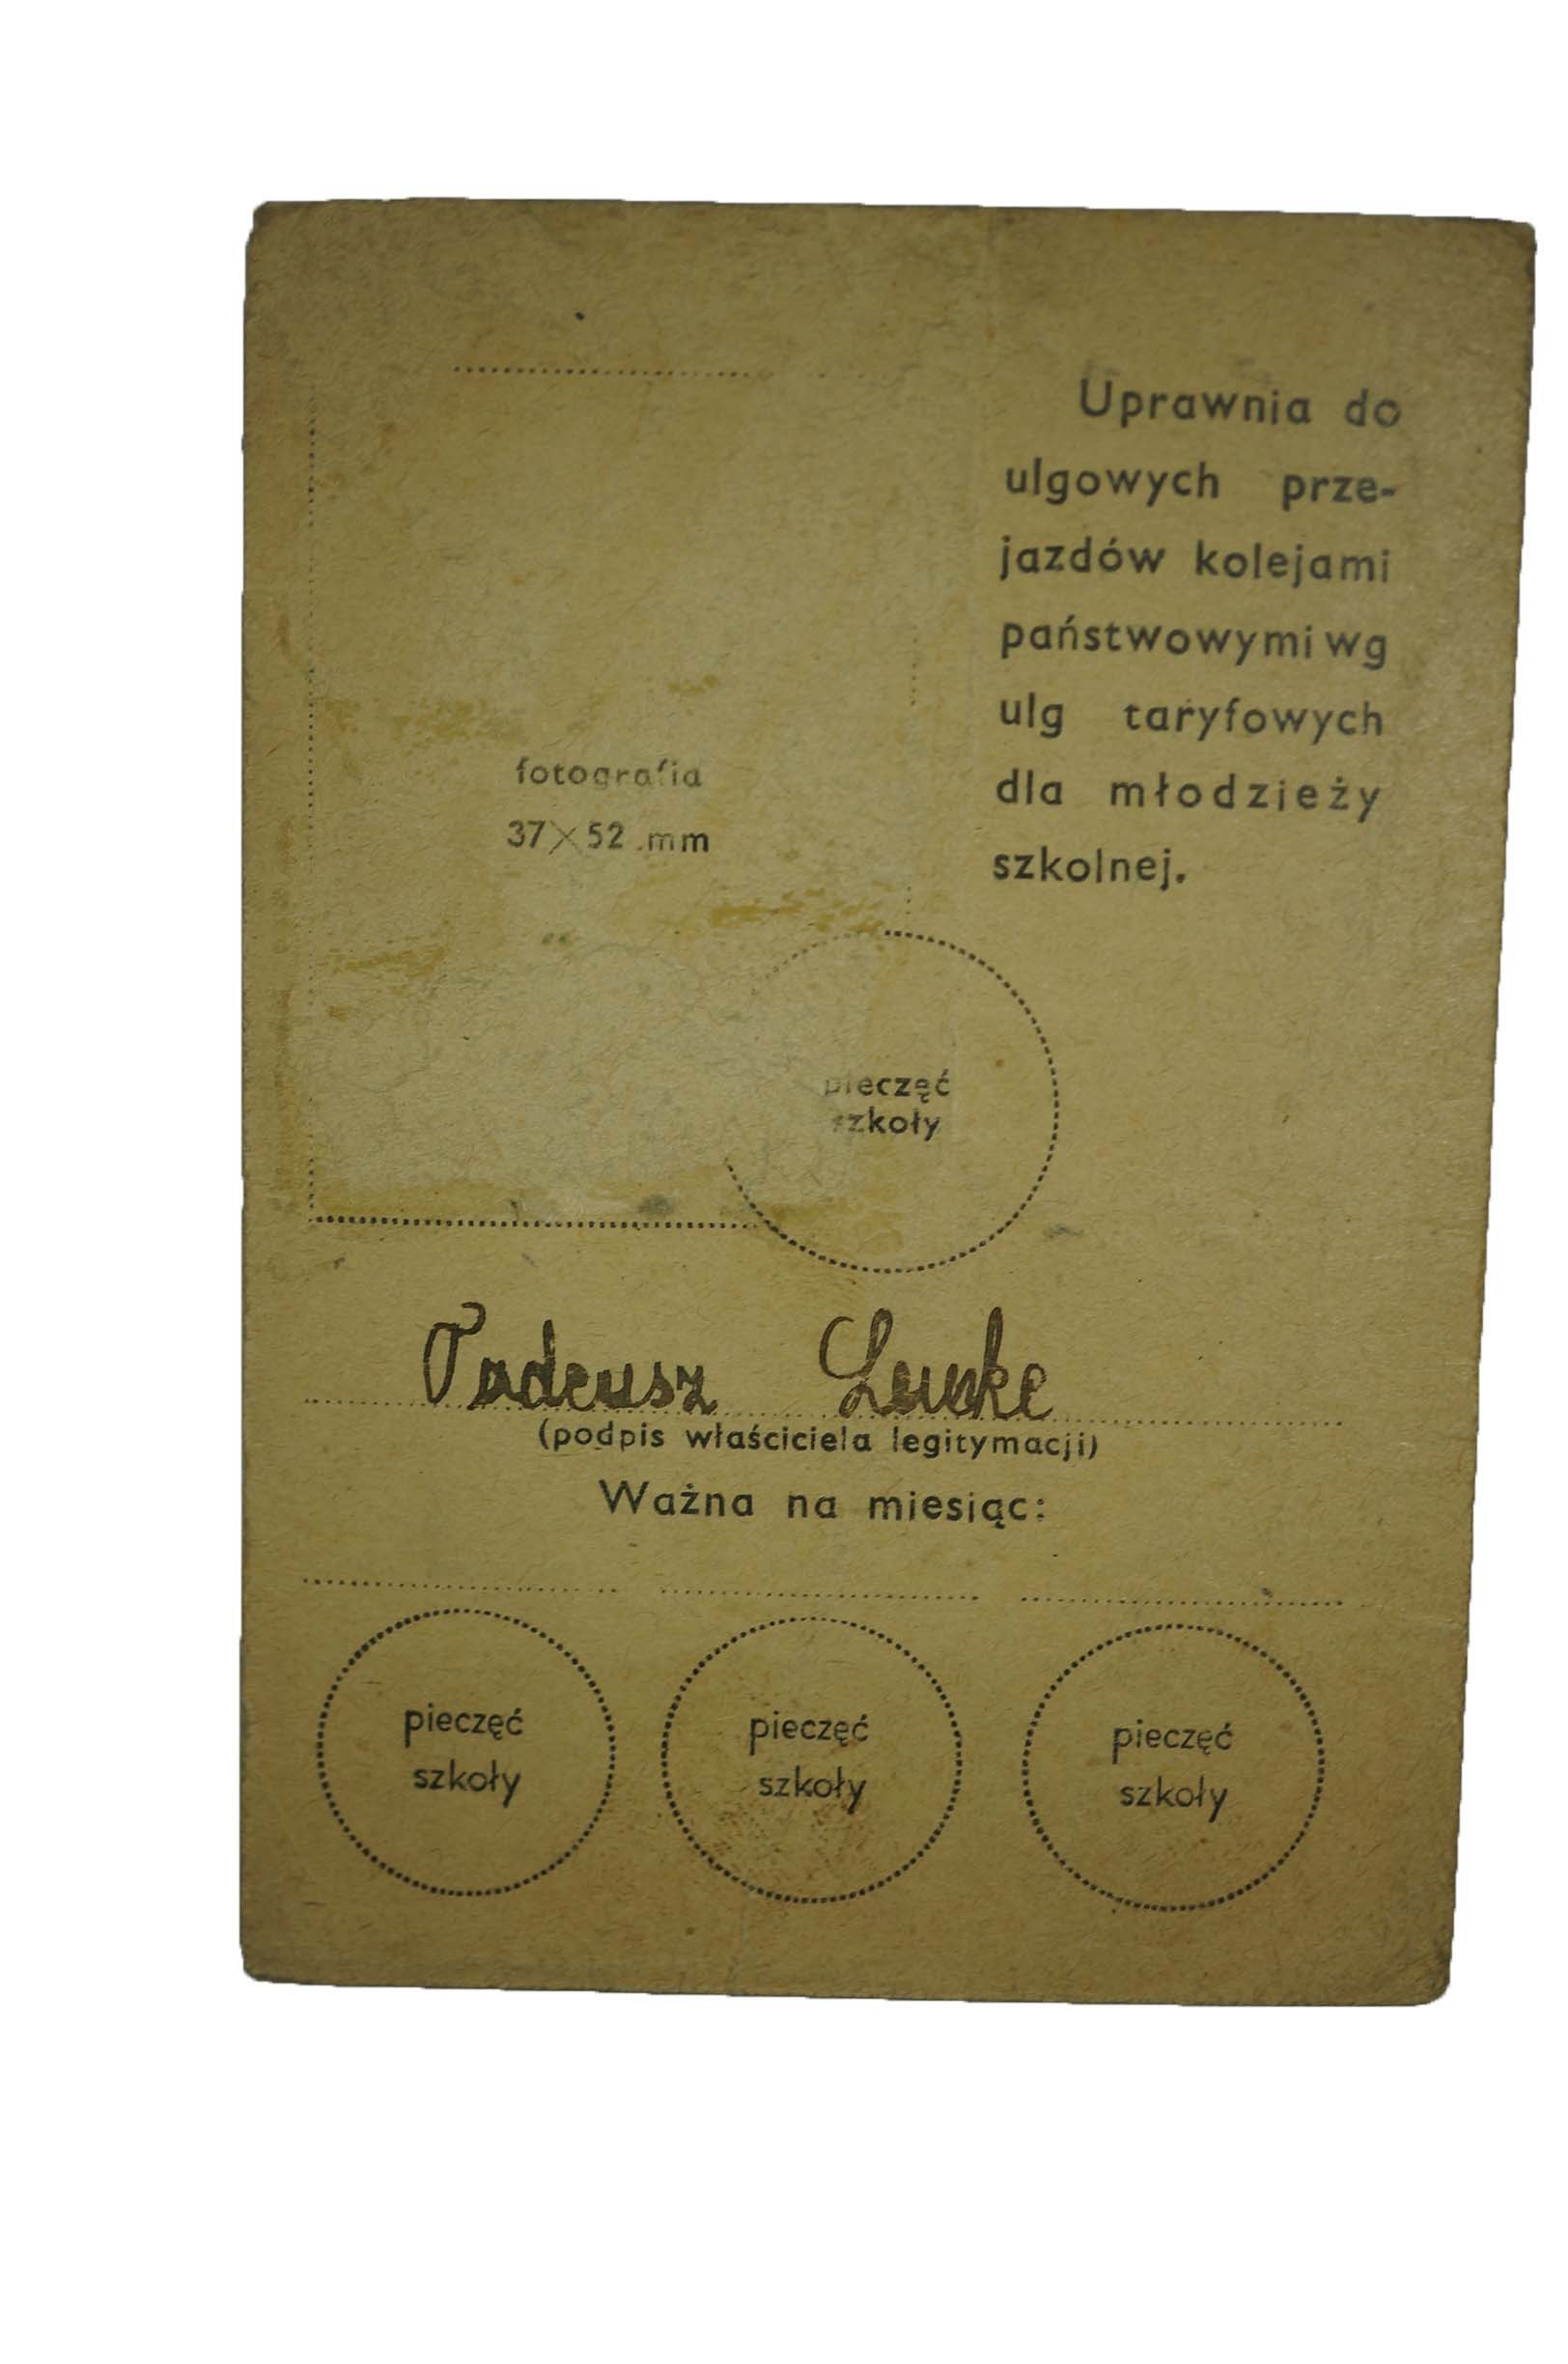 Uprawnia do
ulgowych prze-
jazdów kolejami
państwowymi wg
ulg taryfowych
dla młodzieży
szkolnej.
fotografia
37×52 mm
pieczęć
szkoły
Tadeusz
(podpis właściciela legitymacji)
Ważna na miesiąc:
pieczęć pieczęć pieczęć
szkoły szkoły szkoły